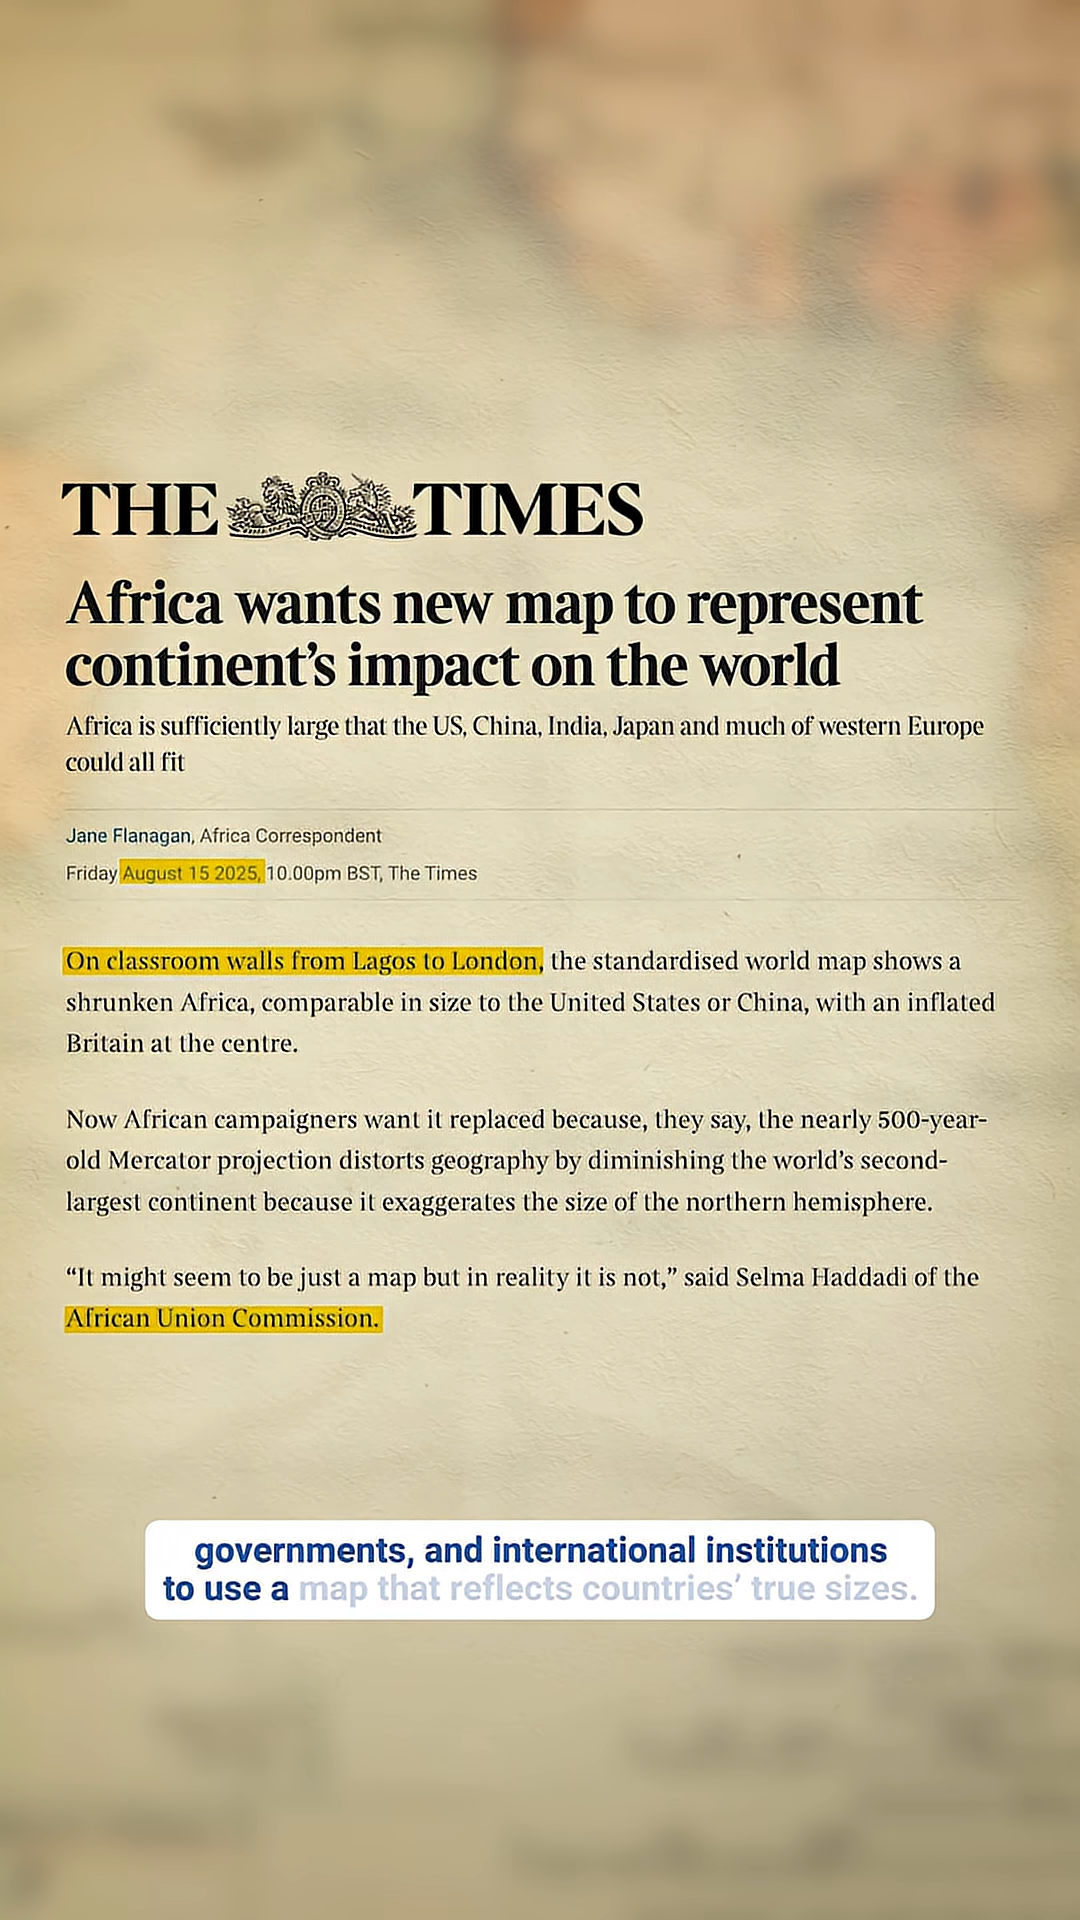 THE TIMES
Africa wants new map to represent
continent’s impact on the world
Africa is sufficiently large that the US, China, India, Japan and much of western Europe
could all fit
Jane Flanagan, Africa Correspondent
Friday August 15 2025, 10.00pm BST, The Times
On classroom walls from Lagos to London, the standardised world map shows a
shrunken Africa, comparable in size to the United States or China, with an inflated
Britain at the centre.
Now African campaigners want it replaced because, they say, the nearly 500-year-
old Mercator projection distorts geography by diminishing the world’s second-
largest continent because it exaggerates the size of the northern hemisphere.
“It might seem to be just a map but in reality it is not,” said Selma Haddadi of the
African Union Commission.
governments, and international institutions
to use a map that reflects countries’ true sizes.